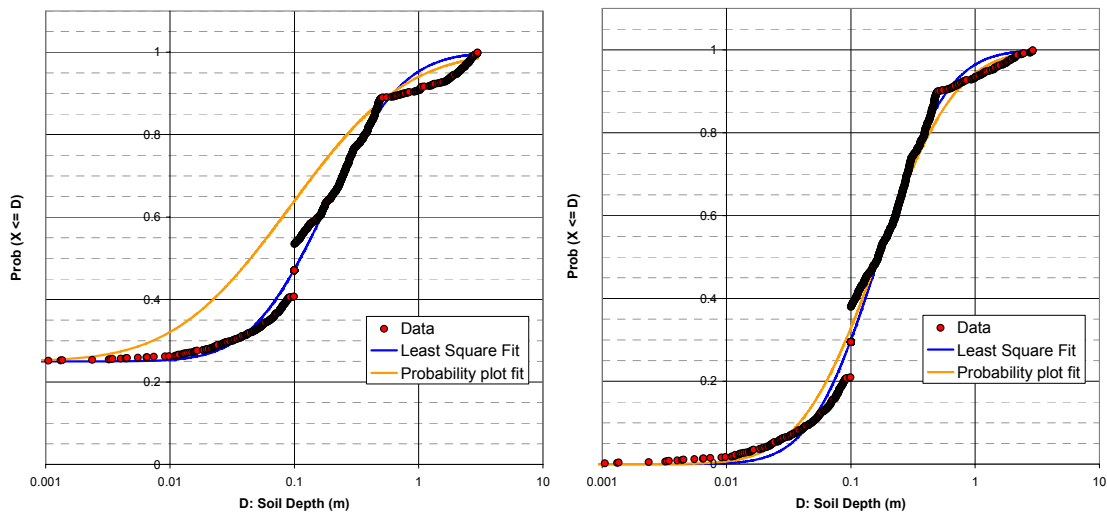 1
0.8
0.6
0.4
0.2
0
0.001
0.01
0.1
1
10
Prob (X <= D)
D: Soil Depth (m)
Data
Least Square Fit
Probability plot fit
1
0.8
0.6
0.4
0.2
0
0.001
0.01
0.1
1
10
D: Soil Depth (m)
Data
Least Square Fit
Probability plot fit